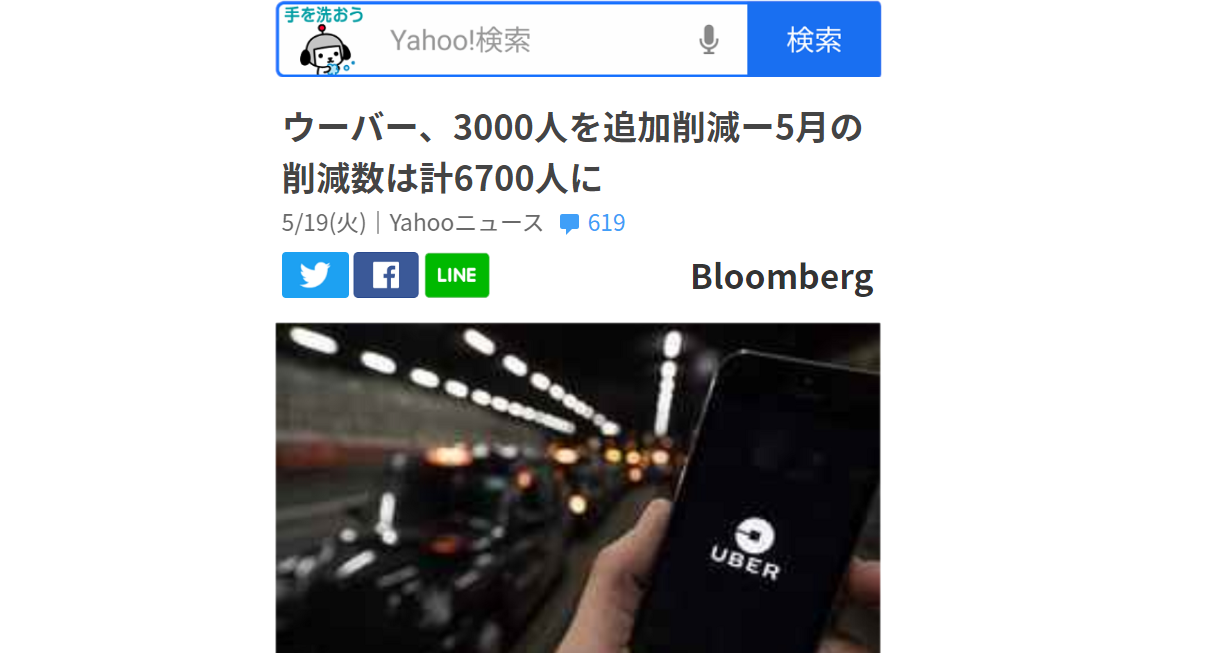 手を洗おう
Yahoo!検索
検索
ウーバー、3000人を追加削減ー5月の
削減数は計6700人に
5/19(火)｜Yahooニュース 619
LINE
Bloomberg
UBER